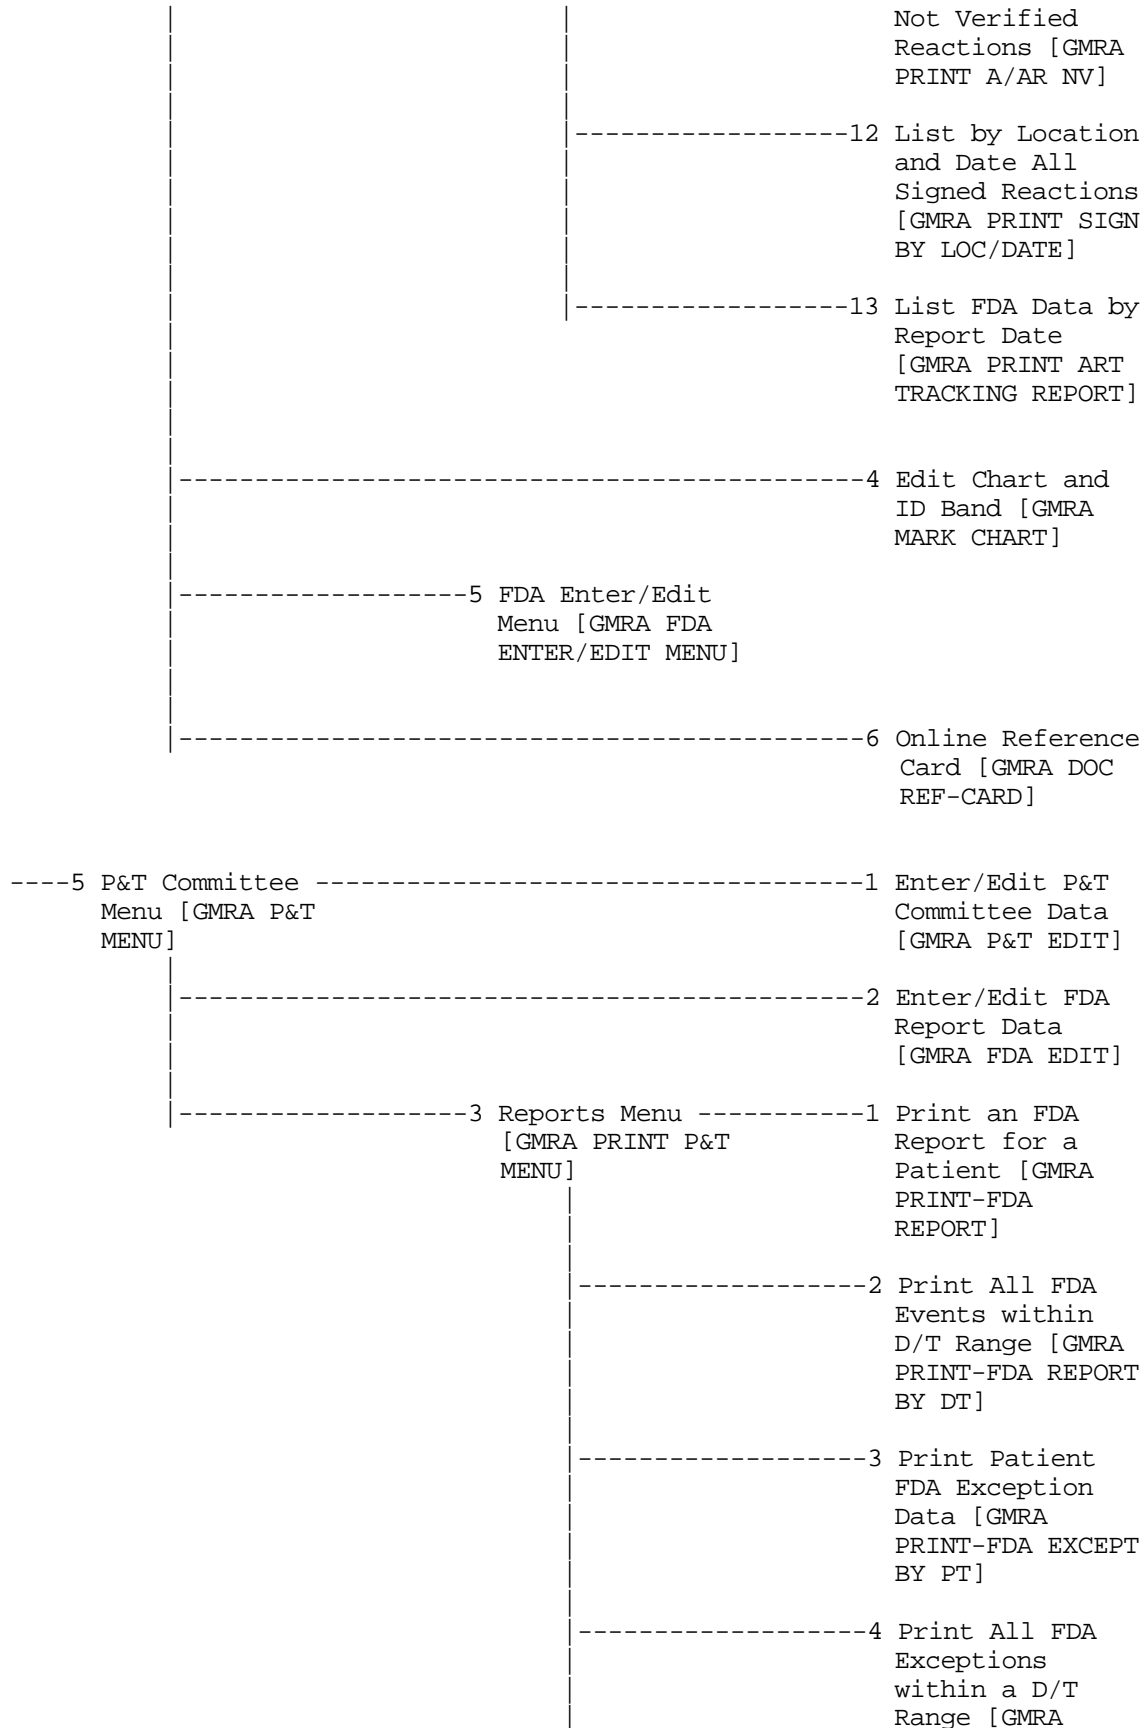 Not Verified
Reactions [GMRA
PRINT A/AR NV]
------------------12 List by Location
and Date All
Signed Reactions
[GMRA PRINT SIGN
BY LOC/DATE]
------------------13 List FDA Data by
Report Date
[GMRA PRINT ART
TRACKING REPORT]
---------------------------------------------4 Edit Chart and
ID Band [GMRA
MARK CHART]
-------------------5 FDA Enter/Edit
Menu [GMRA FDA
ENTER/EDIT MENU]
---------------------------------------------6 Online Reference
Card [GMRA DOC
REF-CARD]
----5 P&T Committee ------------------------------------1 Enter/Edit P&T
Menu [GMRA P&T Committee Data
MENU] [GMRA P&T EDIT]
---------------------------------------------2 Enter/Edit FDA
Report Data
[GMRA FDA EDIT]
-------------------3 Reports Menu -----------1 Print an FDA
[GMRA PRINT P&T Report for a
MENU] Patient [GMRA
PRINT-FDA
REPORT]
-------------------2 Print All FDA
Events within
D/T Range [GMRA
PRINT-FDA REPORT
BY DT]
-------------------3 Print Patient
FDA Exception
Data [GMRA
PRINT-FDA EXCEPT
BY PT]
-------------------4 Print All FDA
Exceptions
within a D/T
Range [GMRA